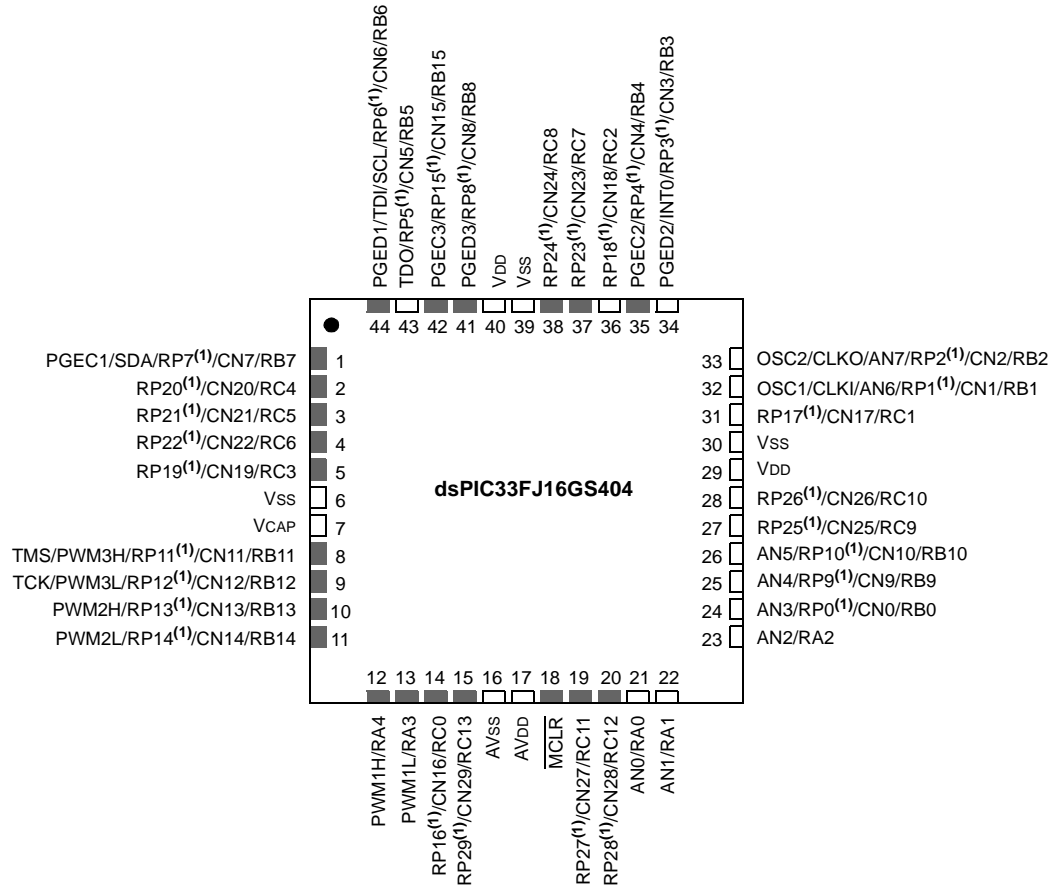 PGED1/TDI/SCL/RP6(1)/CN6/RB6
TDO/RP5(1)/CN5/RB5
PGEC3/RP15(1)/CN15/RB15
PGED3/RP8(1)/CN8/RB8
VDD
VSS
RP24(1)/CN24/RC8
RP23(1)/CN23/RC7
RP18(1)/CN18/RC2
PGEC2/RP4(1)/CN4/RB4
PGED2/INT0/RP3(1)/CN3/RB3
44 43 42 41 40 39 38 37 36 35 34
PGEC1/SDA/RP7(1)/CN7/RB7 1
RP20(1)/CN20/RC4 2
RP21(1)/CN21/RC5 3
RP22(1)/CN22/RC6 4
RP19(1)/CN19/RC3 5
VSS 6
VCAP 7
TMS/PWM3H/RP11(1)/CN11/RB11 8
TCK/PWM3L/RP12(1)/CN12/RB12 9
PWM2H/RP13(1)/CN13/RB13 10
PWM2L/RP14(1)/CN14/RB14 11
dsPIC33FJ16GS404
33 OSC2/CLKO/AN7/RP2(1)/CN2/RB2
32 OSC1/CLKI/AN6/RP1(1)/CN1/RB1
31 RP17(1)/CN17/RC1
30 VSS
29 VDD
28 RP26(1)/CN26/RC10
27 RP25(1)/CN25/RC9
26 AN5/RP10(1)/CN10/RB10
25 AN4/RP9(1)/CN9/RB9
24 AN3/RP0(1)/CN0/RB0
23 AN2/RA2
12 13 14 15 16 17 18 19 20 21 22
PWM1H/RA4
PWM1L/RA3
RP16(1)/CN16/RC0
RP29(1)/CN29/RC13
AVSS
AVDD
MCLR
RP27(1)/CN27/RC11
RP28(1)/CN28/RC12
AN0/RA0
AN1/RA1